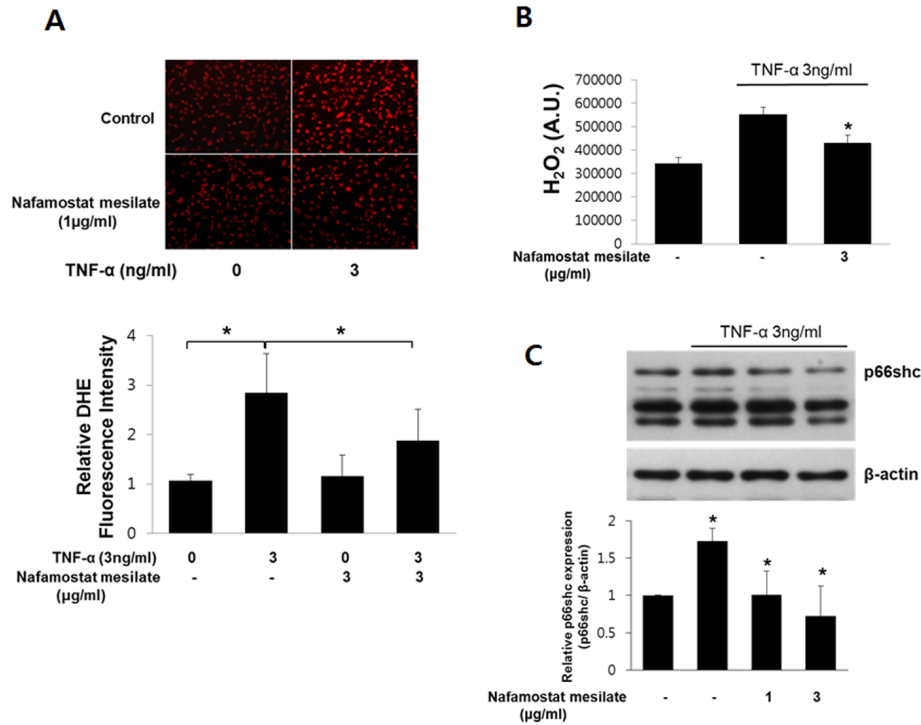 A
Control
Nafamostat mesilate
(1μg/ml)
TNF-α (ng/ml) 0 3
Relative DHE
Fluorescence Intensity
4
3
2
1
0
* *
TNF-α (3ng/ml) 0 3 0 3
Nafamostat mesilate - - 3 3
(μg/ml)
B
TNF-α 3ng/ml
H2O2 (A.U.)
700000
600000
500000
400000
300000
200000
100000
0
*
Nafamostat mesilate - - 3
(μg/ml)
C
TNF-α 3ng/ml
p66shc
β-actin
Relative p66shc expression
(p66shc/ β-actin)
2
1.5
1
0.5
0
* * *
Nafamostat mesilate - - 1 3
(μg/ml)